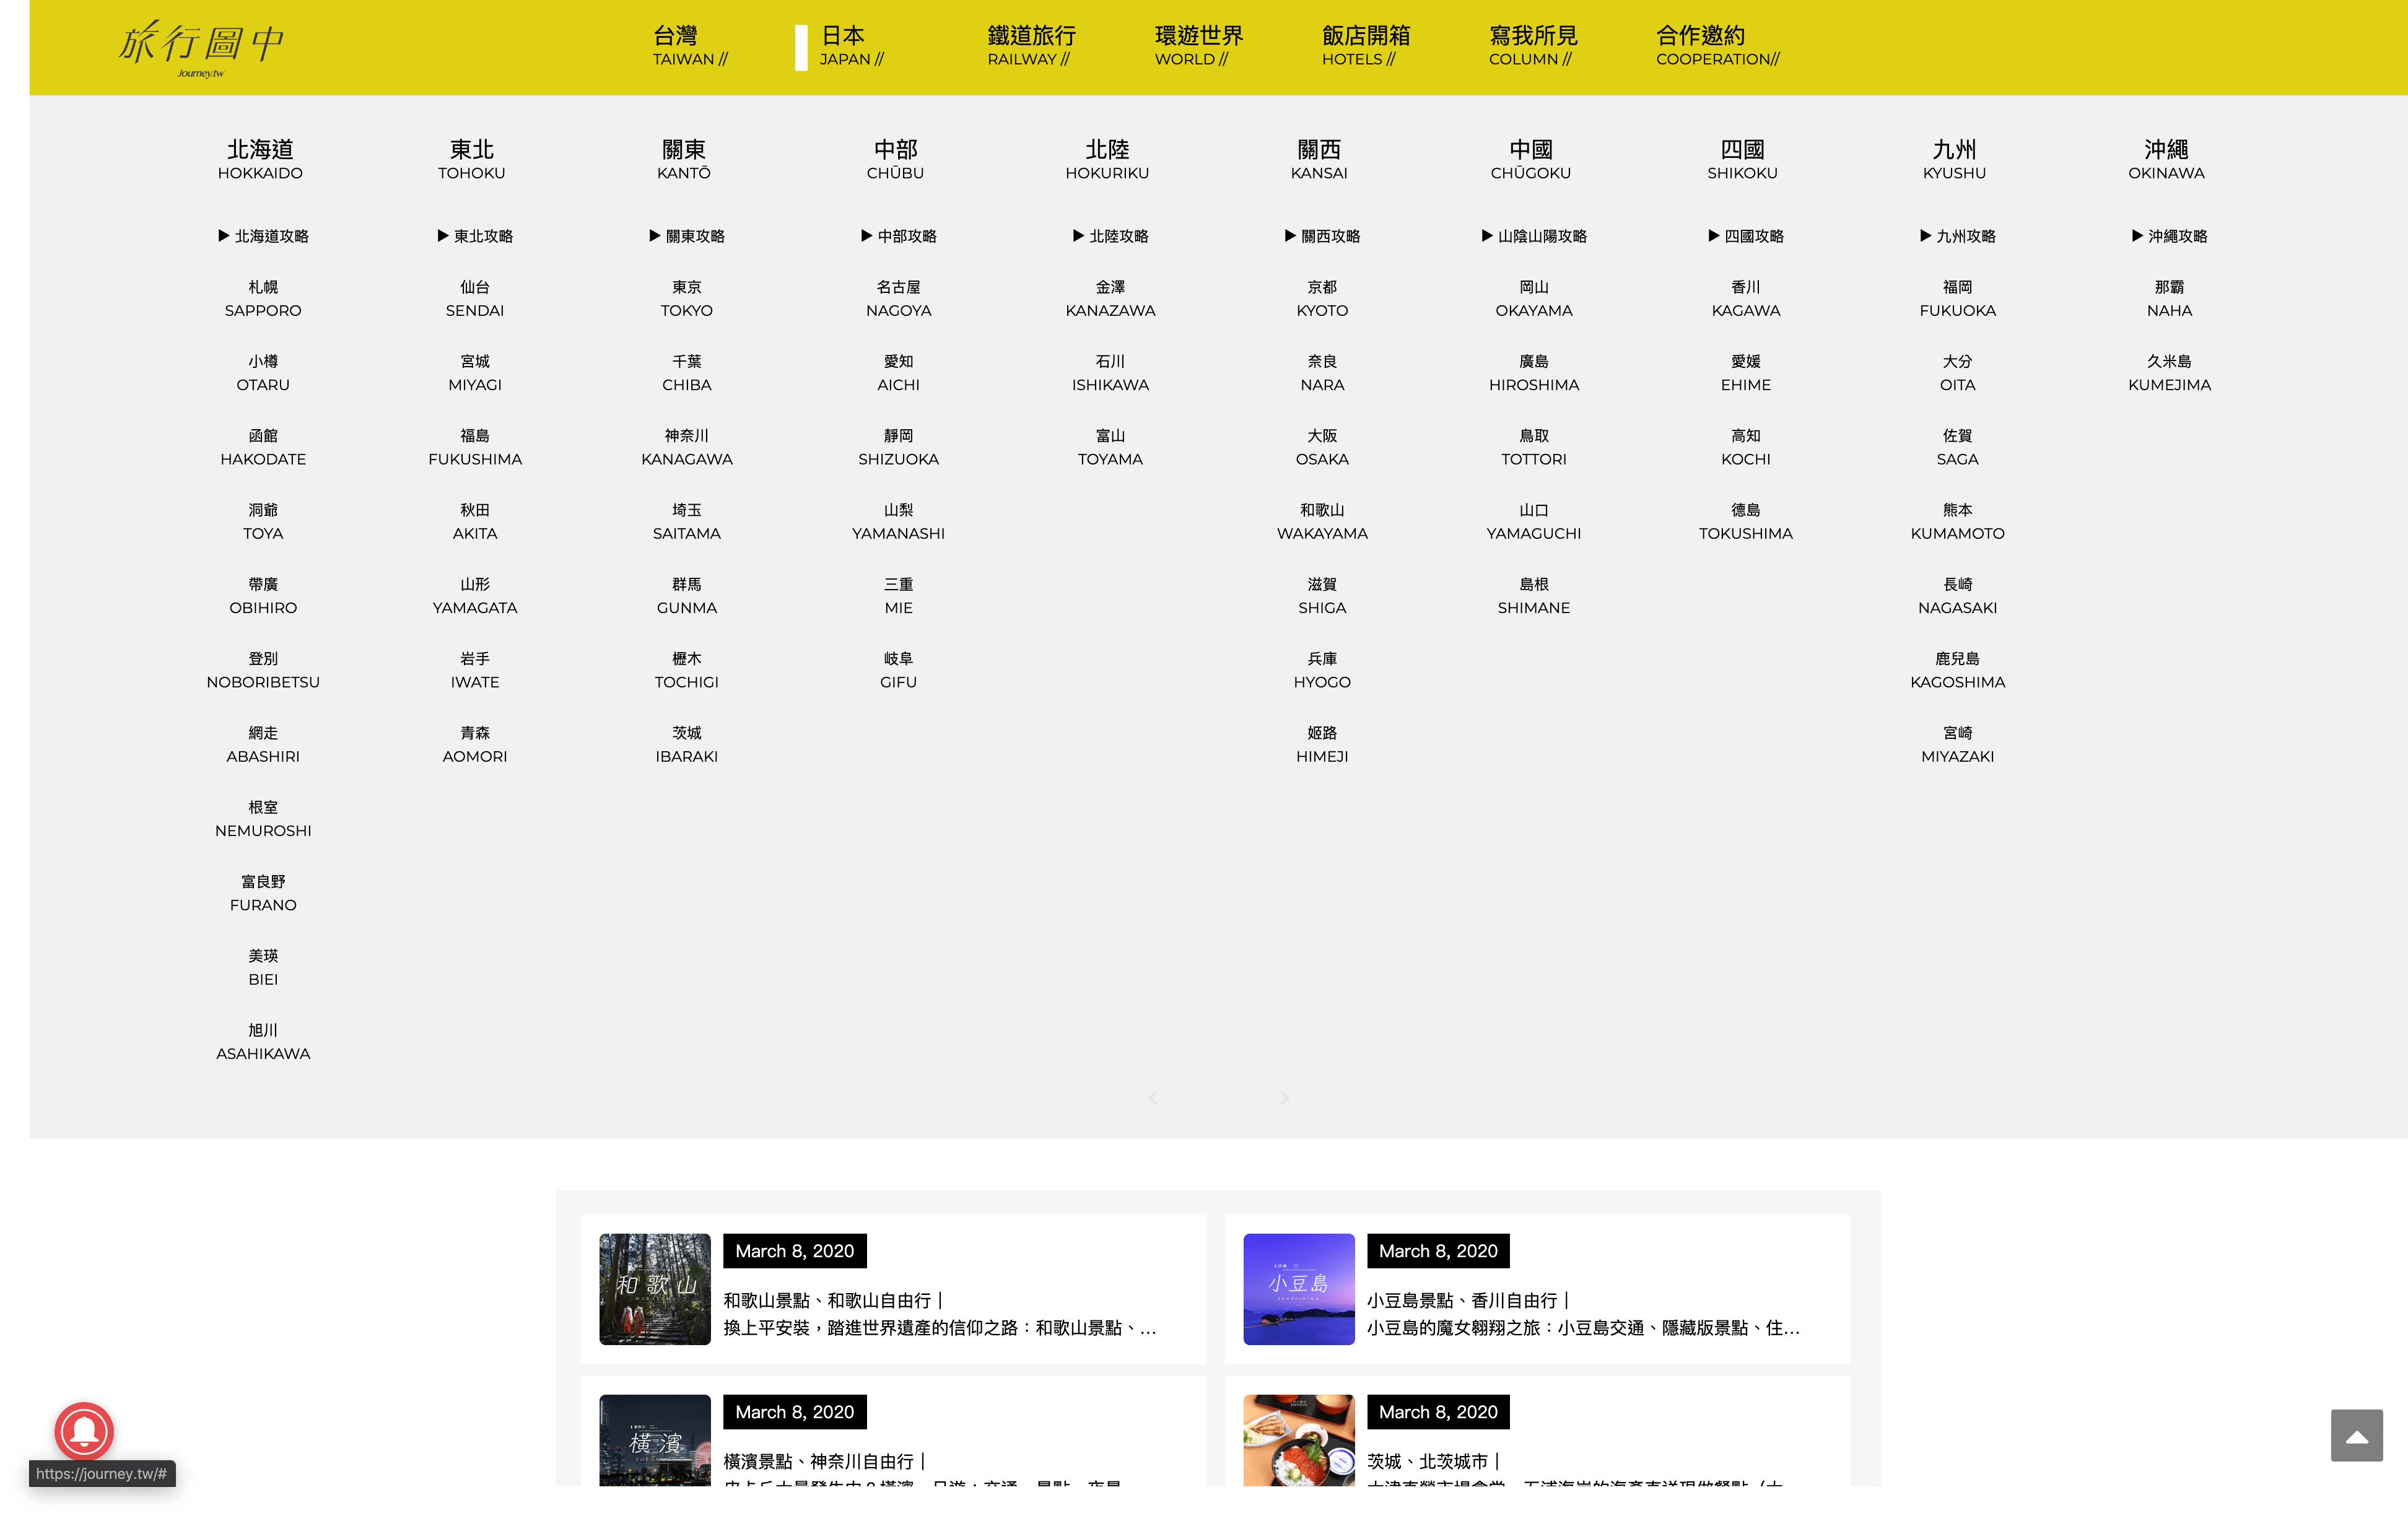 旅行圖中
Journey.tw
台灣
TAIWAN //
日本
JAPAN //
鐵道旅行
RAILWAY //
環遊世界
WORLD //
飯店開箱
HOTELS //
寫我所見
COLUMN //
合作邀約
COOPERATION//
北海道
HOKKAIDO
▶ 北海道攻略
札幌
SAPPORO
小樽
OTARU
函館
HAKODATE
洞爺
TOYA
帶廣
OBIHIRO
登別
NOBORIBETSU
網走
ABASHIRI
根室
NEMUROSHI
富良野
FURANO
美瑛
BIEI
旭川
ASAHIKAWA
東北
TOHOKU
▶ 東北攻略
仙台
SENDAI
宮城
MIYAGI
福島
FUKUSHIMA
秋田
AKITA
山形
YAMAGATA
岩手
IWATE
青森
AOMORI
關東
KANTŌ
▶ 關東攻略
東京
TOKYO
千葉
CHIBA
神奈川
KANAGAWA
埼玉
SAITAMA
群馬
GUNMA
櫪木
TOCHIGI
茨城
IBARAKI
中部
CHŪBU
▶ 中部攻略
名古屋
NAGOYA
愛知
AICHI
靜岡
SHIZUOKA
山梨
YAMANASHI
三重
MIE
岐阜
GIFU
北陸
HOKURIKU
▶ 北陸攻略
金澤
KANAZAWA
石川
ISHIKAWA
富山
TOYAMA
關西
KANSAI
▶ 關西攻略
京都
KYOTO
奈良
NARA
大阪
OSAKA
和歌山
WAKAYAMA
滋賀
SHIGA
兵庫
HYOGO
姬路
HIMEJI
中國
CHŪGOKU
▶ 山陰山陽攻略
岡山
OKAYAMA
廣島
HIROSHIMA
鳥取
TOTTORI
山口
YAMAGUCHI
島根
SHIMANE
四國
SHIKOKU
▶ 四國攻略
香川
KAGAWA
愛媛
EHIME
高知
KOCHI
德島
TOKUSHIMA
九州
KYUSHU
▶ 九州攻略
福岡
FUKUOKA
大分
OITA
佐賀
SAGA
熊本
KUMAMOTO
長崎
NAGASAKI
鹿兒島
KAGOSHIMA
宮崎
MIYAZAKI
沖繩
OKINAWA
▶ 沖繩攻略
那霸
NAHA
久米島
KUMEJIMA
和歌山
March 8, 2020
和歌山景點、和歌山自由行｜
換上平安裝，踏進世界遺產的信仰之路：和歌山景點、…
小豆島
March 8, 2020
小豆島景點、香川自由行｜
小豆島的魔女翱翔之旅：小豆島交通、隱藏版景點、住…
橫濱
March 8, 2020
橫濱景點、神奈川自由行｜
March 8, 2020
茨城、北茨城市｜
https://journey.tw/#